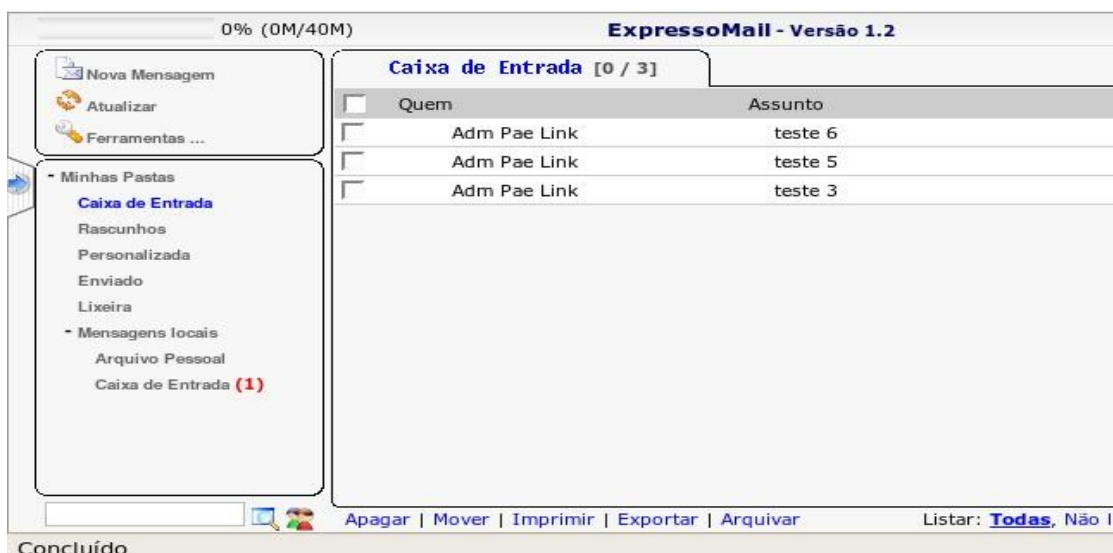 0% (0M/40M)
ExpressoMail - Versão 1.2
Nova Mensagem
Atualizar
Ferramentas ...
- Minhas Pastas
Caixa de Entrada
Rascunhos
Personalizada
Enviado
Lixeira
- Mensagens locais
Arquivo Pessoal
Caixa de Entrada (1)
Caixa de Entrada [0 / 3]
Quem Assunto
Adm Pae Link teste 6
Adm Pae Link teste 5
Adm Pae Link teste 3
Apagar | Mover | Imprimir | Exportar | Arquivar Listar: Todas, Não
Concluído